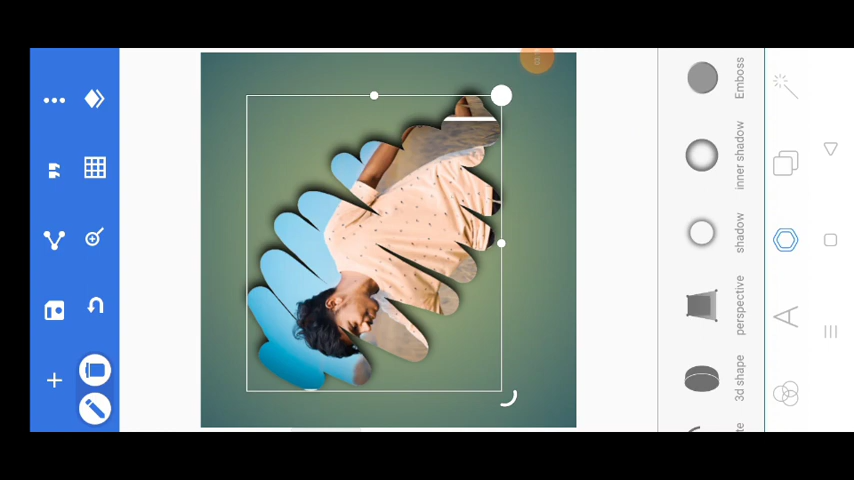 Emboss
inner shadow
shadow
perspective
3d shape